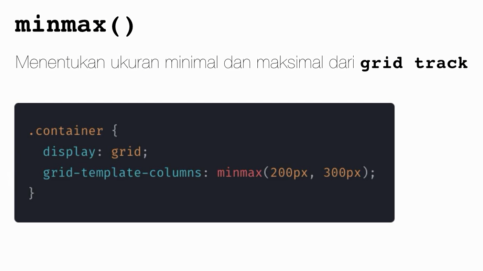 minmax()
Menentukan ukuran minimal dan maksimal dari grid track
.container {
  display: grid;
  grid-template-columns: minmax(200px, 300px);
}